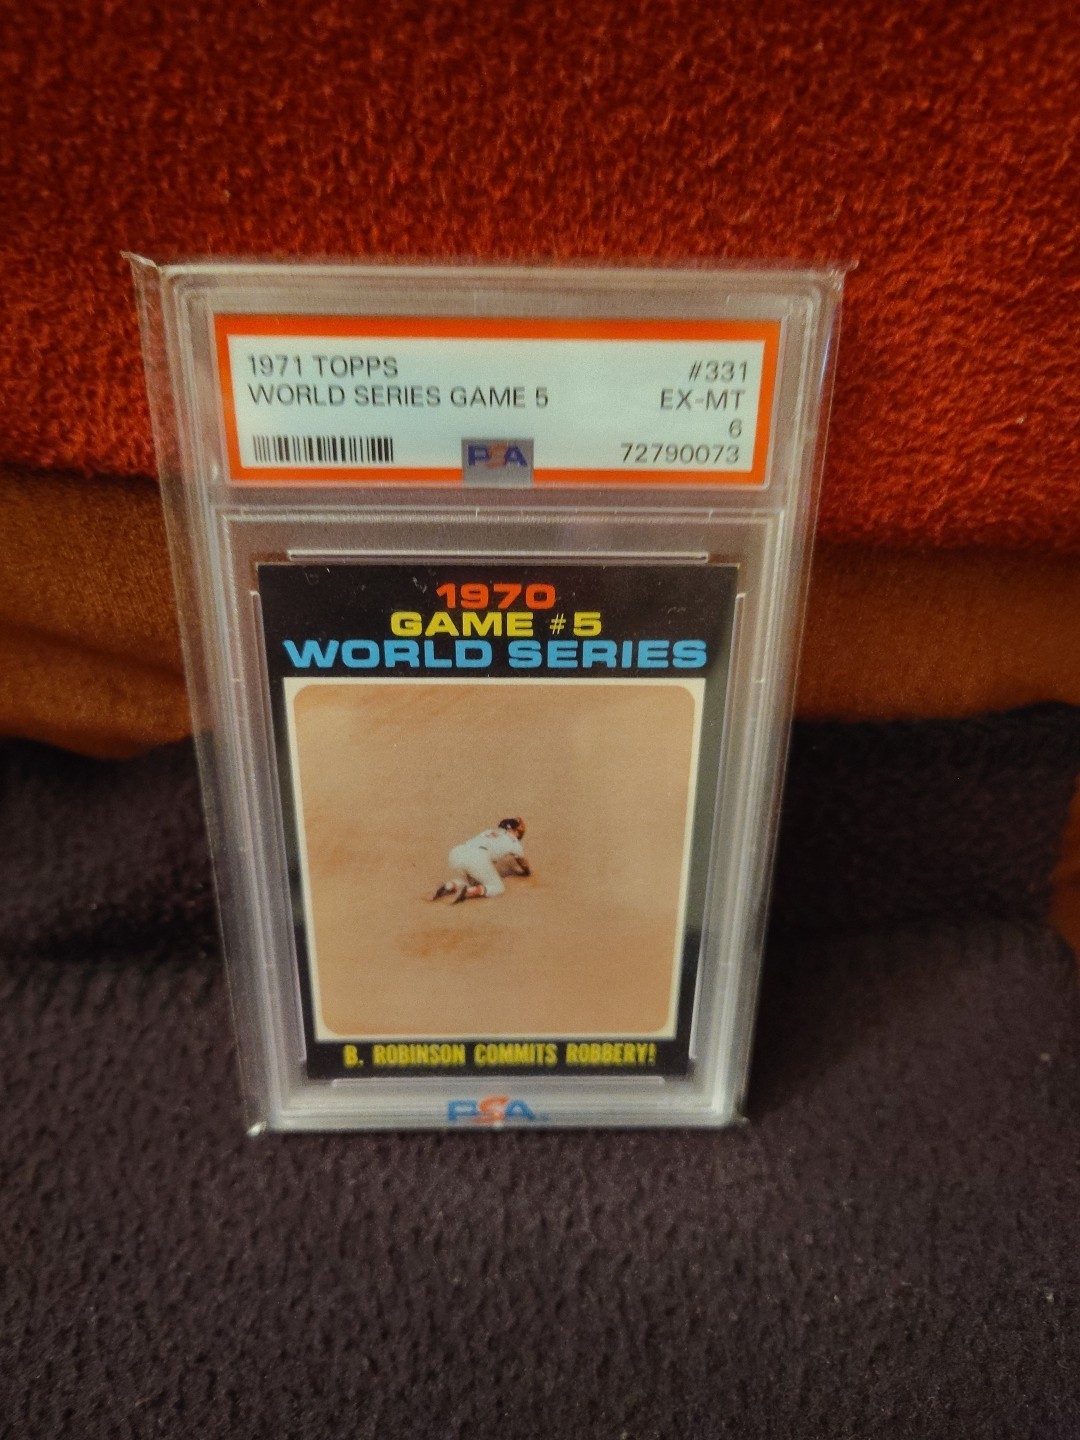 1971 TOPPS #331
WORLD SERIES GAME 5 EX-MT
6
PSA 72790073
1970
GAME #5
WORLD SERIES
B. ROBINSON COMMITS ROBBERY!
PSA